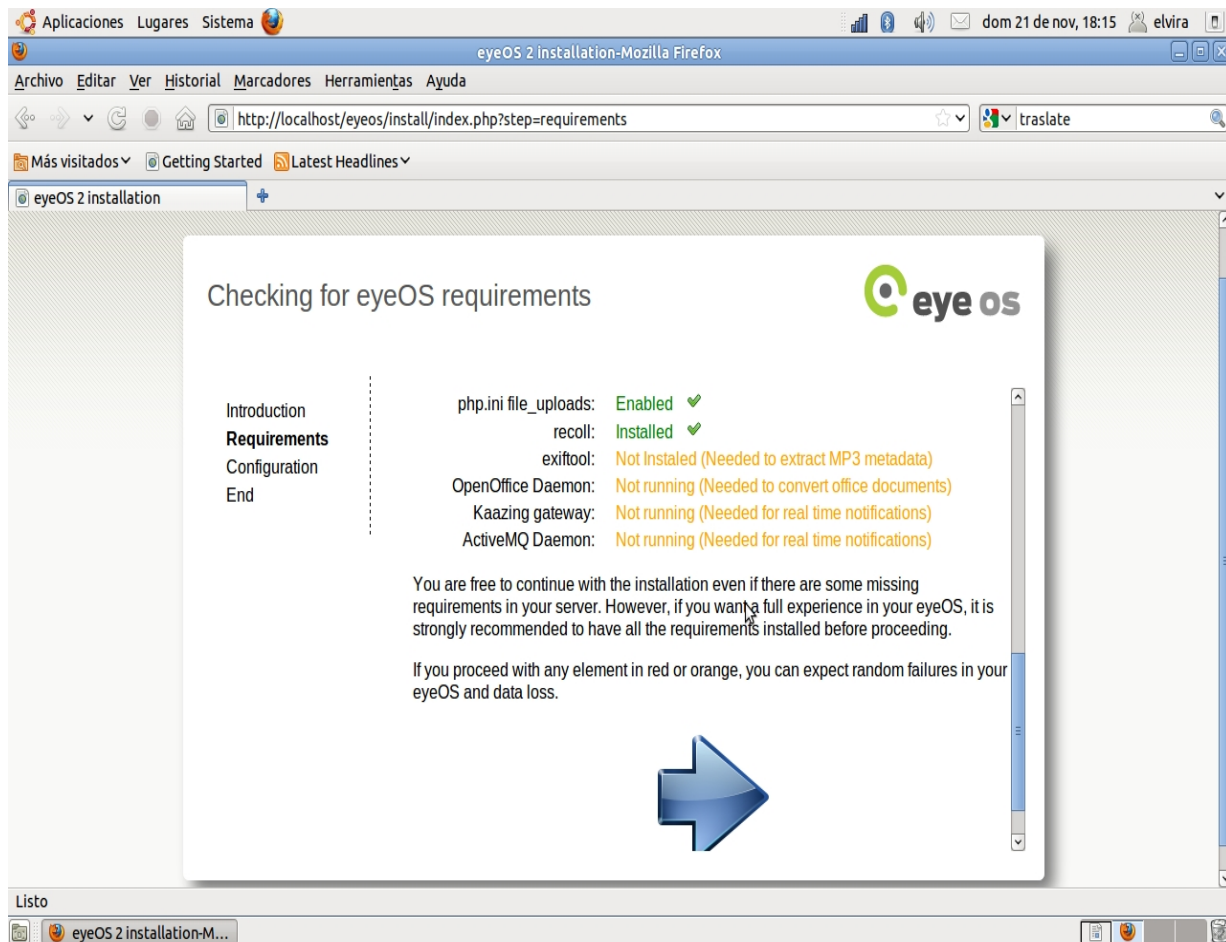 Aplicaciones Lugares Sistema dom 21 de nov, 18:15 elvira
eyeOS 2 installation-Mozilla Firefox
Archivo Editar Ver Historial Marcadores Herramientas Ayuda
http://localhost/eyeos/install/index.php?step=requirements traslate
Más visitados Getting Started Latest Headlines
eyeOS 2 installation
Checking for eyeOS requirements
eye os
Introduction
Requirements
Configuration
End
php.ini file_uploads: Enabled
recoll: Installed
exiftool: Not Instaled (Needed to extract MP3 metadata)
OpenOffice Daemon: Not running (Needed to convert office documents)
Kaazing gateway: Not running (Needed for real time notifications)
ActiveMQ Daemon: Not running (Needed for real time notifications)
You are free to continue with the installation even if there are some missing
requirements in your server. However, if you want a full experience in your eyeOS, it is
strongly recommended to have all the requirements installed before proceeding.
If you proceed with any element in red or orange, you can expect random failures in your
eyeOS and data loss.
Listo
eyeOS 2 installation-M...